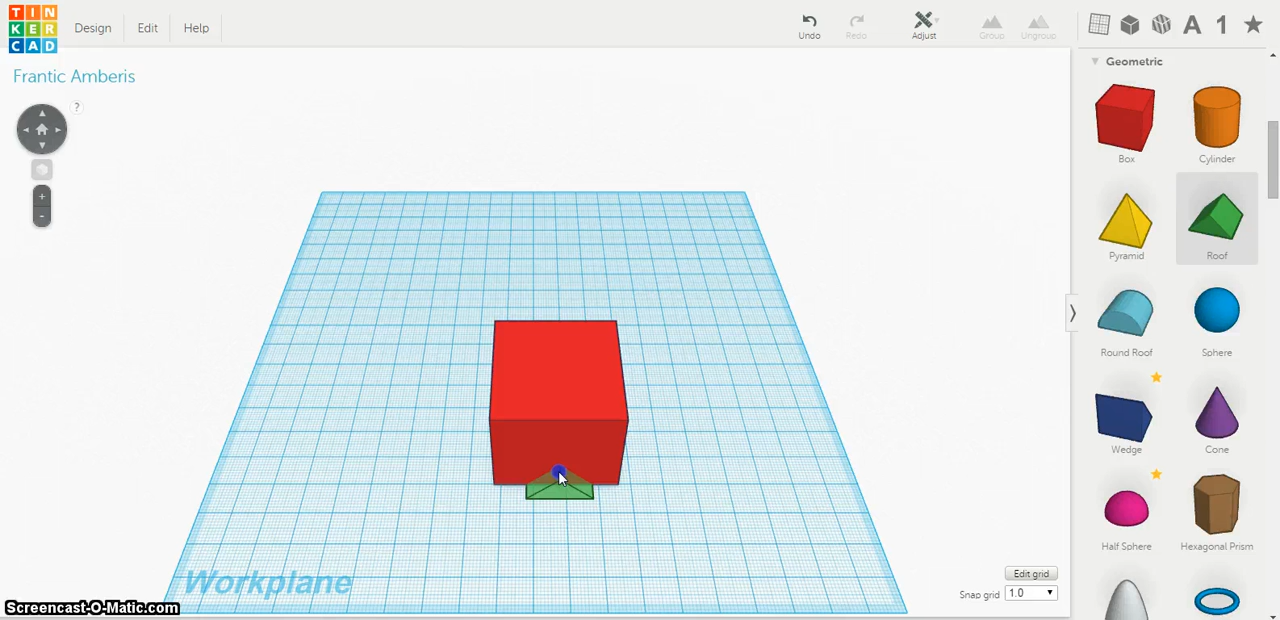 TIN
KER
CAD
Design
Edit
Help
Undo
Redo
Adjust
Group
Ungroup
A
1
Frantic Amberis
?
+
-
Geometric
Box
Cylinder
Pyramid
Roof
Round Roof
Sphere
Wedge
Cone
Half Sphere
Hexagonal Prism
Workplane
Edit grid
Snap grid 1.0
Screencast-O-Matic.com